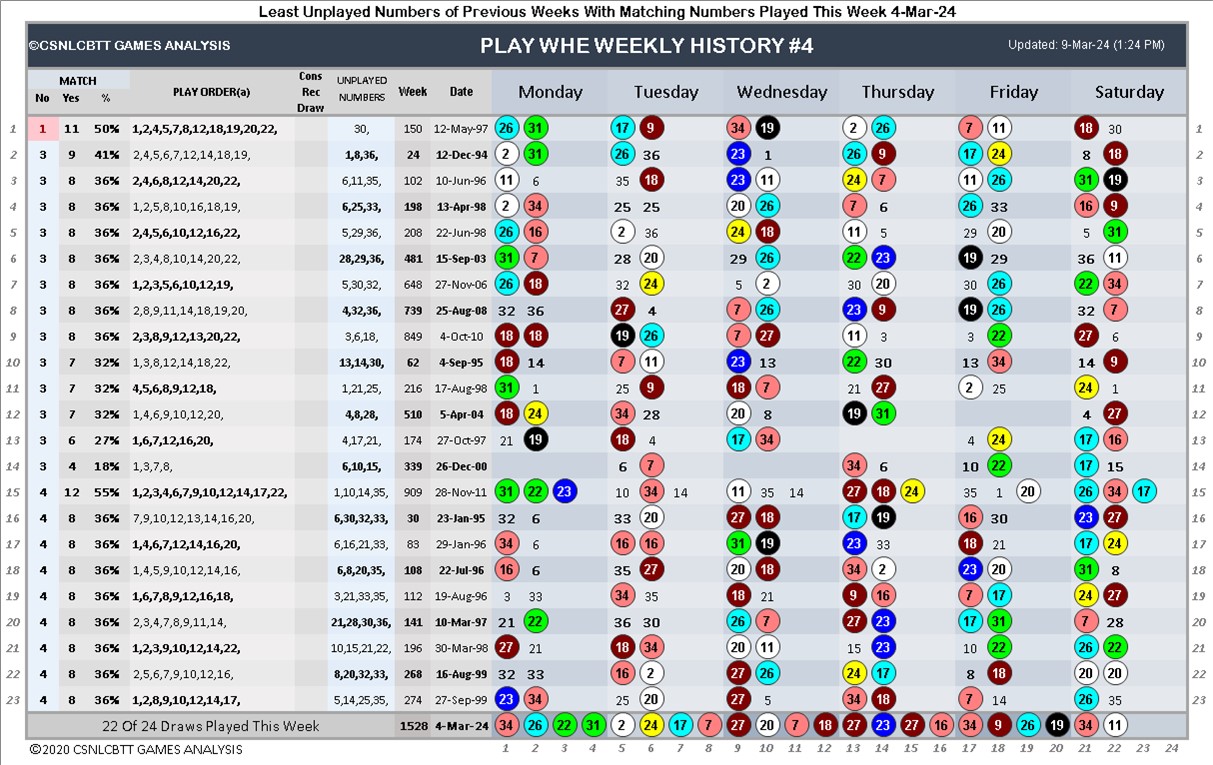 Least Unplayed Numbers of Previous Weeks With Matching Numbers Played This Week 4-Mar-24
©CSNLCBTT GAMES ANALYSIS PLAY WHE WEEKLY HISTORY #4 Updated: 9-Mar-24 (1:24 PM)
MATCH
No Yes % PLAY ORDER(a) Cons Rec Draw UNPLAYED NUMBERS Week Date Monday Tuesday Wednesday Thursday Friday Saturday
1 1 11 50% 1,2,4,5,7,8,12,18,19,20,22, 30, 150 12-May-97 26 31 17 9 34 19 2 26 7 11 18 30 1
2 3 9 41% 2,4,5,6,7,12,14,18,19, 1,8,36, 24 12-Dec-94 2 31 26 36 23 1 26 9 17 24 8 18 2
3 3 8 36% 2,4,6,8,12,14,20,22, 6,11,35, 102 10-Jun-96 11 6 35 18 23 11 24 7 11 26 31 19 3
4 3 8 36% 1,2,5,8,10,16,18,19, 6,25,33, 198 13-Apr-98 2 34 25 25 20 26 7 6 26 33 16 9 4
5 3 8 36% 2,4,5,6,10,12,16,22, 5,29,36, 208 22-Jun-98 26 16 2 36 24 18 11 5 29 20 5 31 5
6 3 8 36% 2,3,4,8,10,14,20,22, 28,29,36, 481 15-Sep-03 31 7 28 20 29 26 22 23 19 29 36 11 6
7 3 8 36% 1,2,3,5,6,10,12,19, 5,30,32, 648 27-Nov-06 26 18 32 24 5 2 30 20 30 26 22 34 7
8 3 8 36% 2,8,9,11,14,18,19,20, 4,32,36, 739 25-Aug-08 32 36 27 4 7 26 23 9 19 26 32 7 8
9 3 8 36% 2,3,8,9,12,13,20,22, 3,6,18, 849 4-Oct-10 18 18 19 26 7 27 11 3 3 22 27 6 9
10 3 7 32% 1,3,8,12,14,18,22, 13,14,30, 62 4-Sep-95 18 14 7 11 23 13 22 30 13 34 14 9 10
11 3 7 32% 4,5,6,8,9,12,18, 1,21,25, 216 17-Aug-98 31 1 25 9 18 7 21 27 2 25 24 1 11
12 3 7 32% 1,4,6,9,10,12,20, 4,8,28, 510 5-Apr-04 18 24 34 28 20 8 19 31 4 27 12
13 3 6 27% 1,6,7,12,16,20, 4,17,21, 174 27-Oct-97 21 19 18 4 17 34 4 24 17 16 13
14 3 4 18% 1,3,7,8, 6,10,15, 339 26-Dec-00 6 7 34 6 10 22 17 15 14
15 4 12 55% 1,2,3,4,6,7,9,10,12,14,17,22, 1,10,14,35, 909 28-Nov-11 31 22 23 10 34 14 11 35 14 27 18 24 35 1 20 26 34 17 15
16 4 8 36% 7,9,10,12,13,14,16,20, 6,30,32,33, 30 23-Jan-95 32 6 33 20 27 18 17 19 16 30 23 27 16
17 4 8 36% 1,4,6,7,12,14,16,20, 6,16,21,33, 83 29-Jan-96 34 6 16 16 31 19 23 33 18 21 17 24 17
18 4 8 36% 1,4,5,9,10,12,14,16, 6,8,20,35, 108 22-Jul-96 16 6 35 27 20 18 34 2 23 20 31 8 18
19 4 8 36% 1,6,7,8,9,12,16,18, 3,21,33,35, 112 19-Aug-96 3 33 34 35 18 21 9 16 7 17 24 27 19
20 4 8 36% 2,3,4,7,8,9,11,14, 21,28,30,36, 141 10-Mar-97 21 22 36 30 26 7 27 23 17 31 7 28 20
21 4 8 36% 1,2,3,9,10,12,14,22, 10,15,21,22, 196 30-Mar-98 27 21 18 34 20 11 15 23 10 22 26 22 21
22 4 8 36% 2,5,6,7,9,10,12,16, 8,20,32,33, 268 16-Aug-99 32 33 16 2 27 26 24 17 8 18 20 20 22
23 4 8 36% 1,2,8,9,10,12,14,17, 5,14,25,35, 274 27-Sep-99 23 34 25 20 27 5 34 18 7 14 26 35 23
22 Of 24 Draws Played This Week 1528 4-Mar-24 34 26 22 31 2 24 17 7 27 20 7 18 27 23 27 16 34 9 26 19 34 11
©2020 CSNLCBTT GAMES ANALYSIS 1 2 3 4 5 6 7 8 9 10 11 12 13 14 15 16 17 18 19 20 21 22 23 24